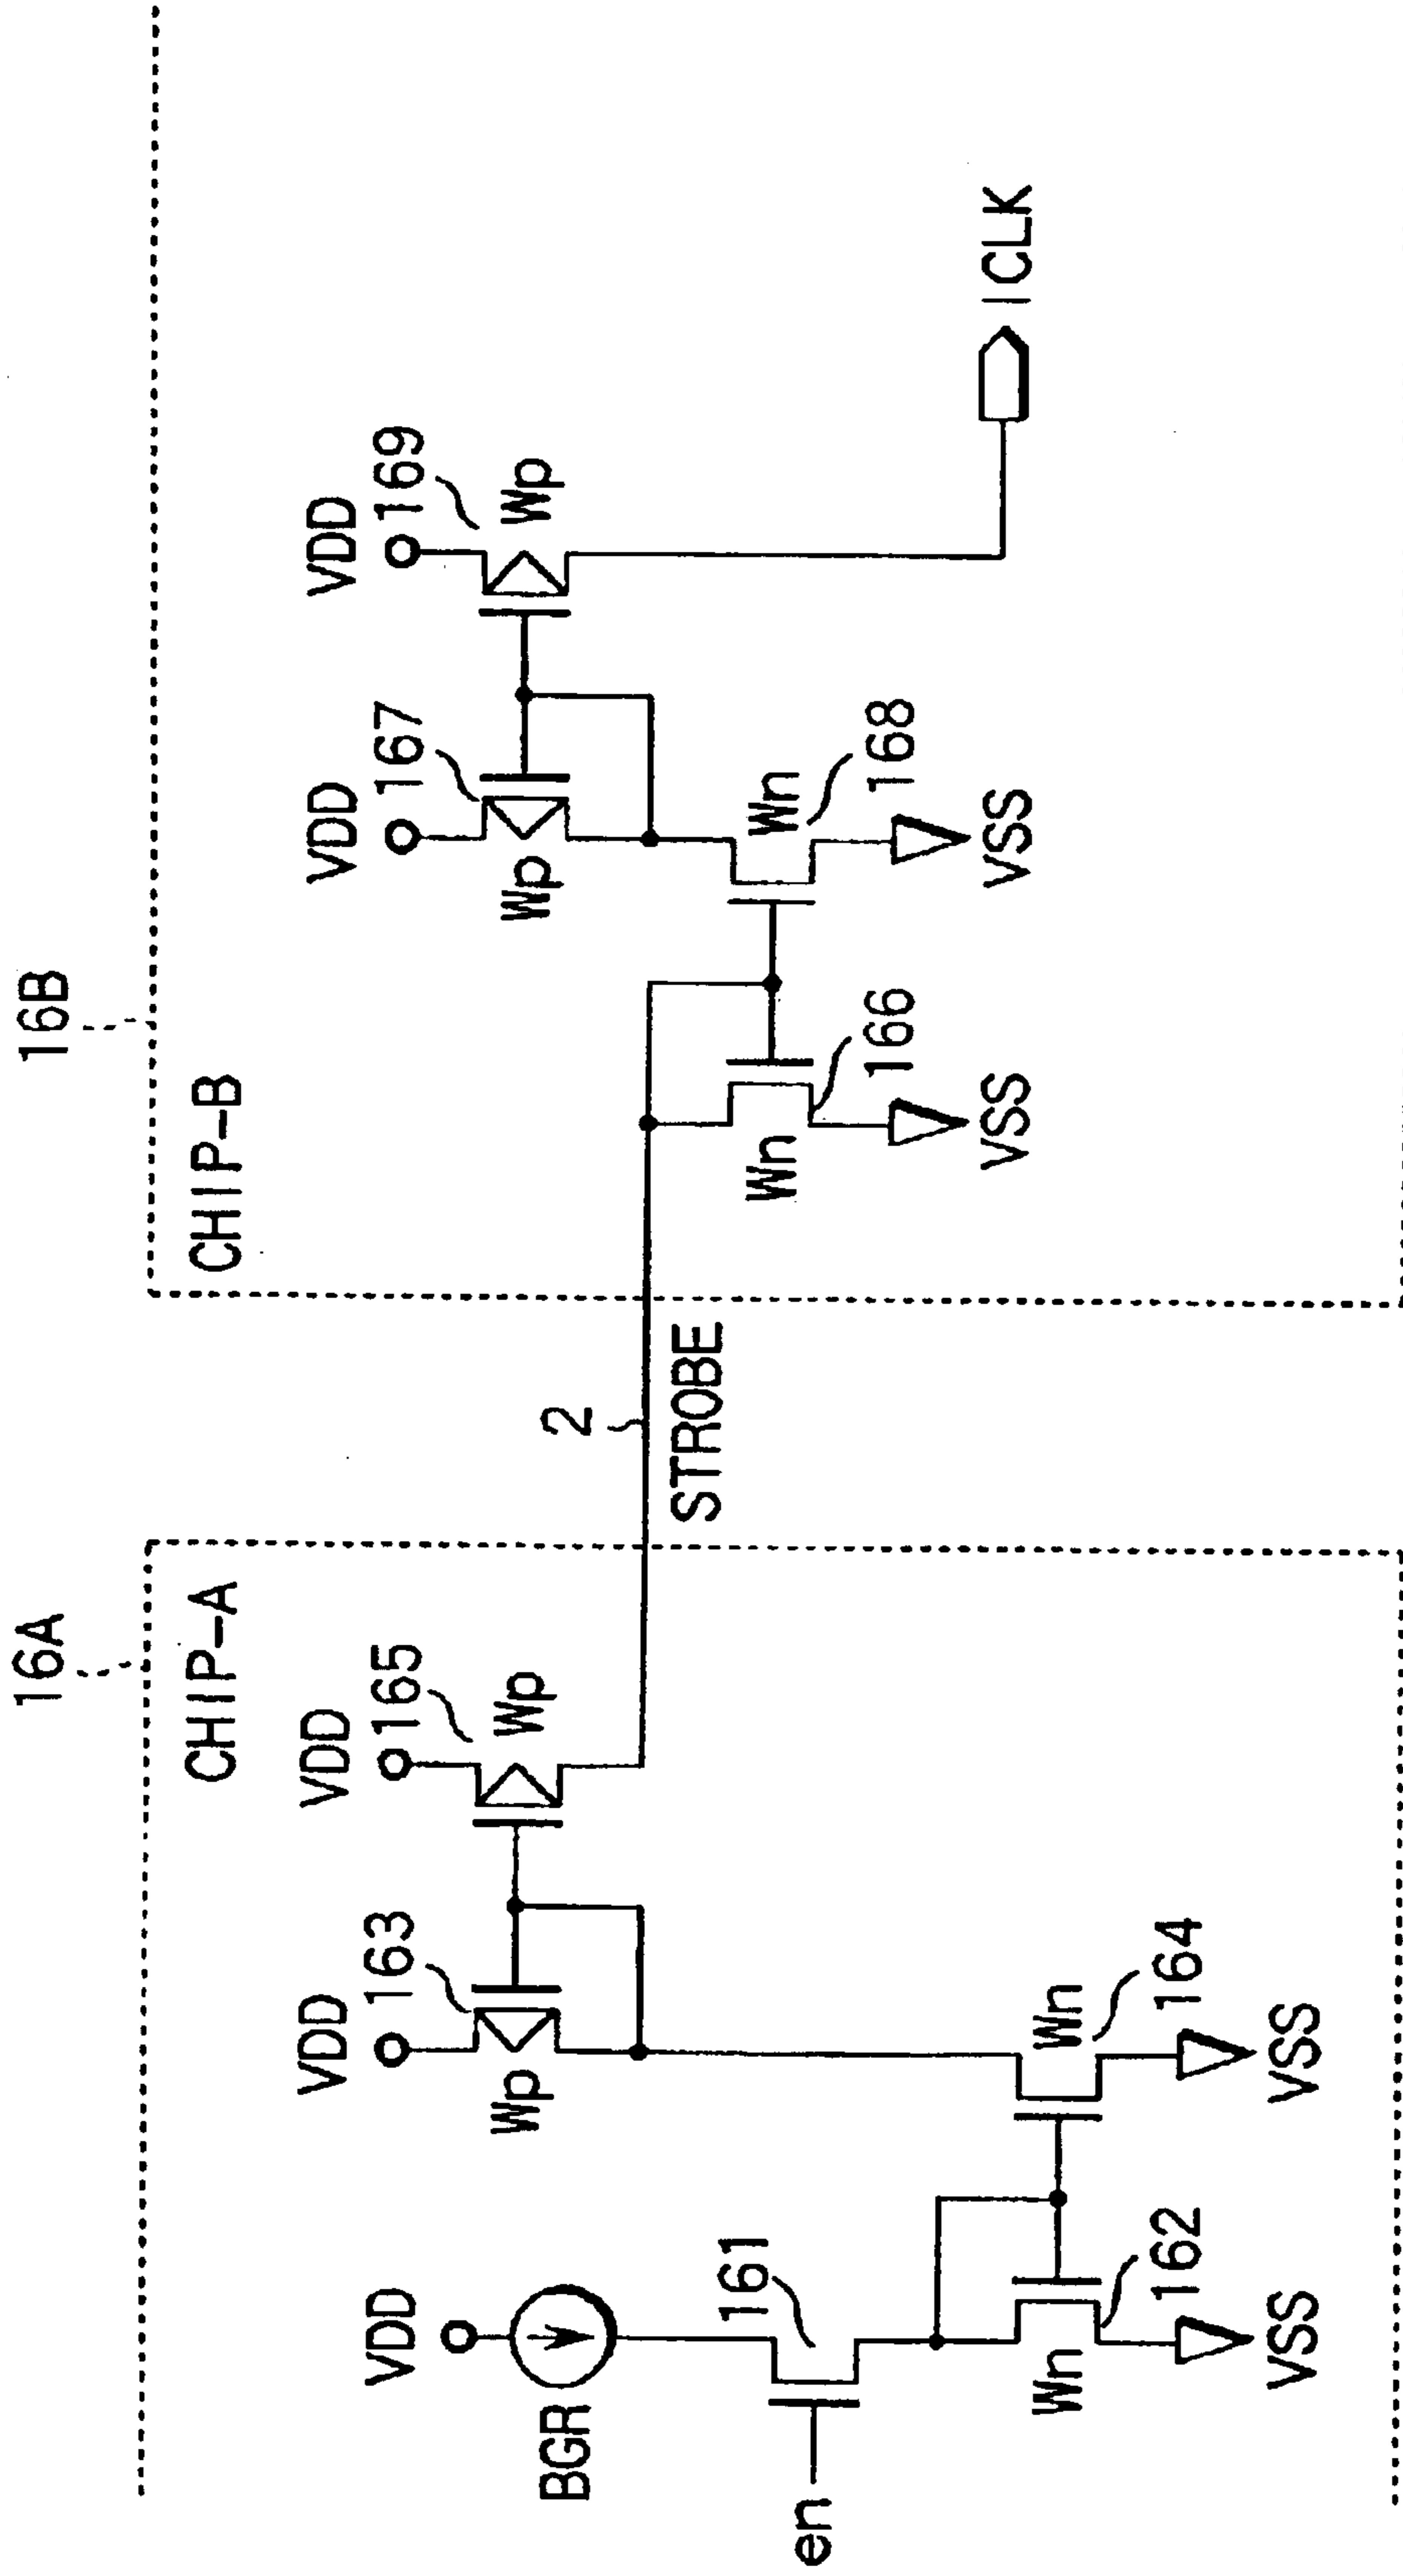 16A
16B
CHIP-A
CHIP-B
VDD
VDD
VDD
VDD
VDD
163
165
167
169
Wp
Wp
Wp
Wp
BGR
161
en
2
STROBE
Wn
Wn
Wn
Wn
162
164
166
168
VSS
VSS
VSS
VSS
ICLK